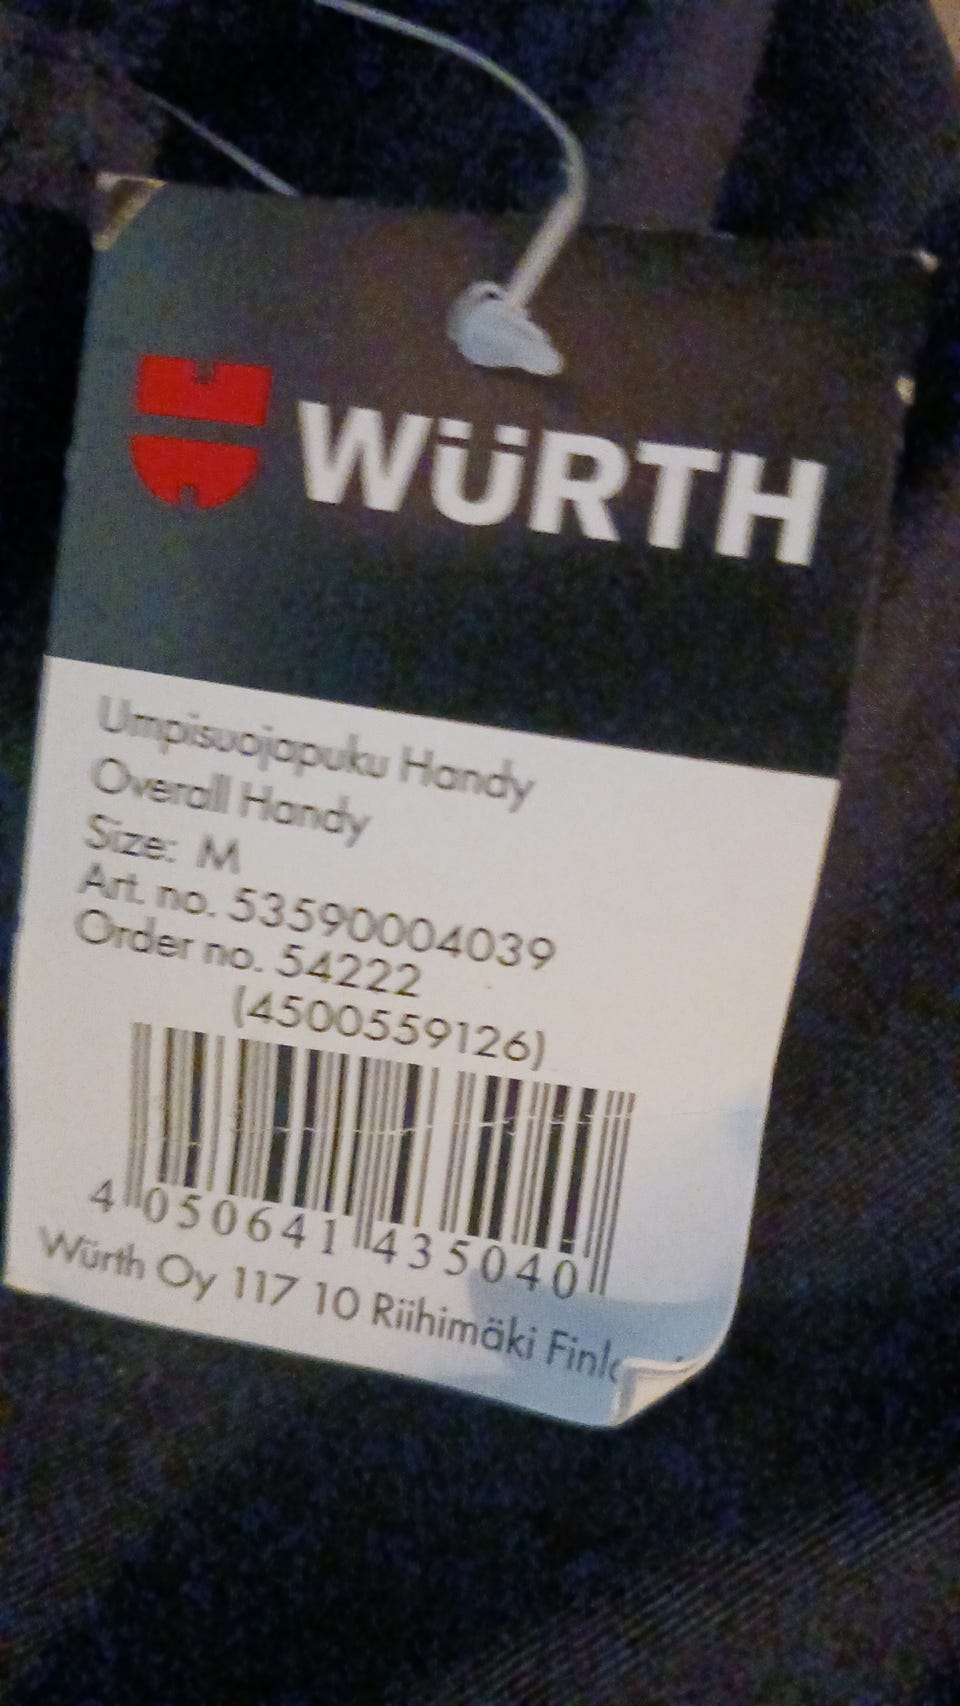 WÜRTH
Umpisuojapuku Handy
Overall Handy
Size: M
Art. no. 53590004039
Order no. 54222
(4500559126)
4 050641 435040
Würth Oy 117 10 Riihimäki